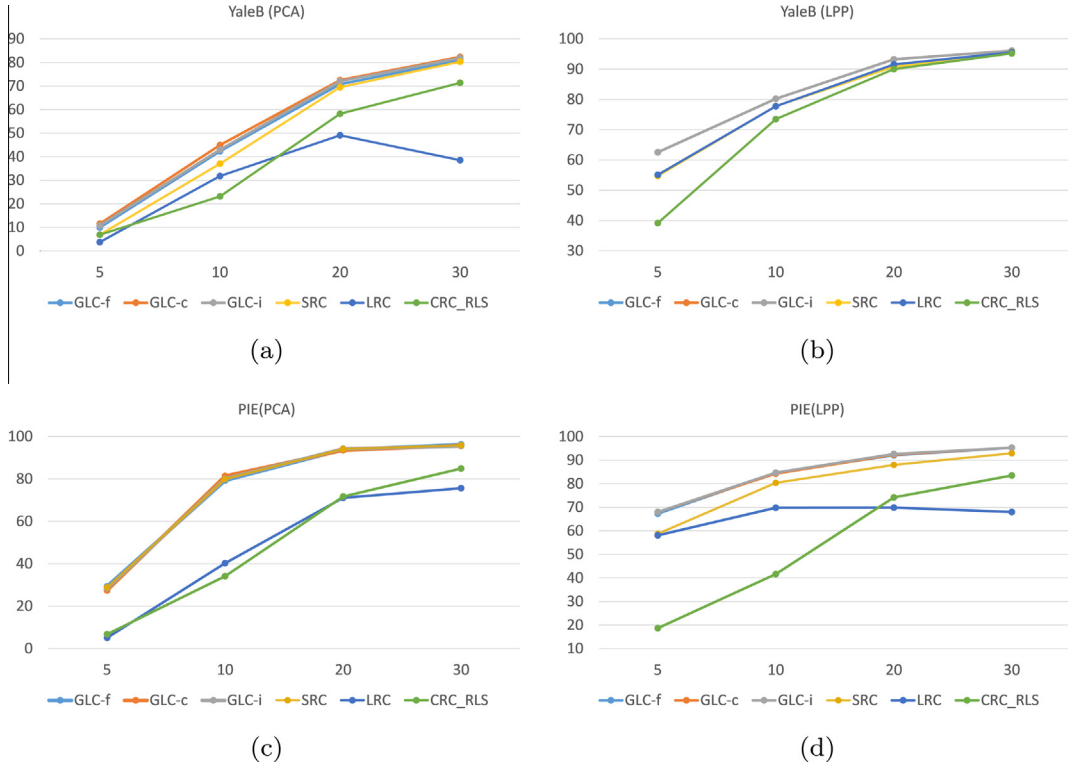 YaleB (PCA)
90
80
70
60
50
40
30
20
10
0
5 10 20 30
GLC-f GLC-c GLC-i SRC LRC CRC_RLS
(a)
YaleB (LPP)
100
90
80
70
60
50
40
30
5 10 20 30
GLC-f GLC-c GLC-i SRC LRC CRC_RLS
(b)
PIE(PCA)
100
80
60
40
20
0
5 10 20 30
GLC-f GLC-c GLC-i SRC LRC CRC_RLS
(c)
PIE(LPP)
100
90
80
70
60
50
40
30
20
10
5 10 20 30
GLC-f GLC-c GLC-i SRC LRC CRC_RLS
(d)